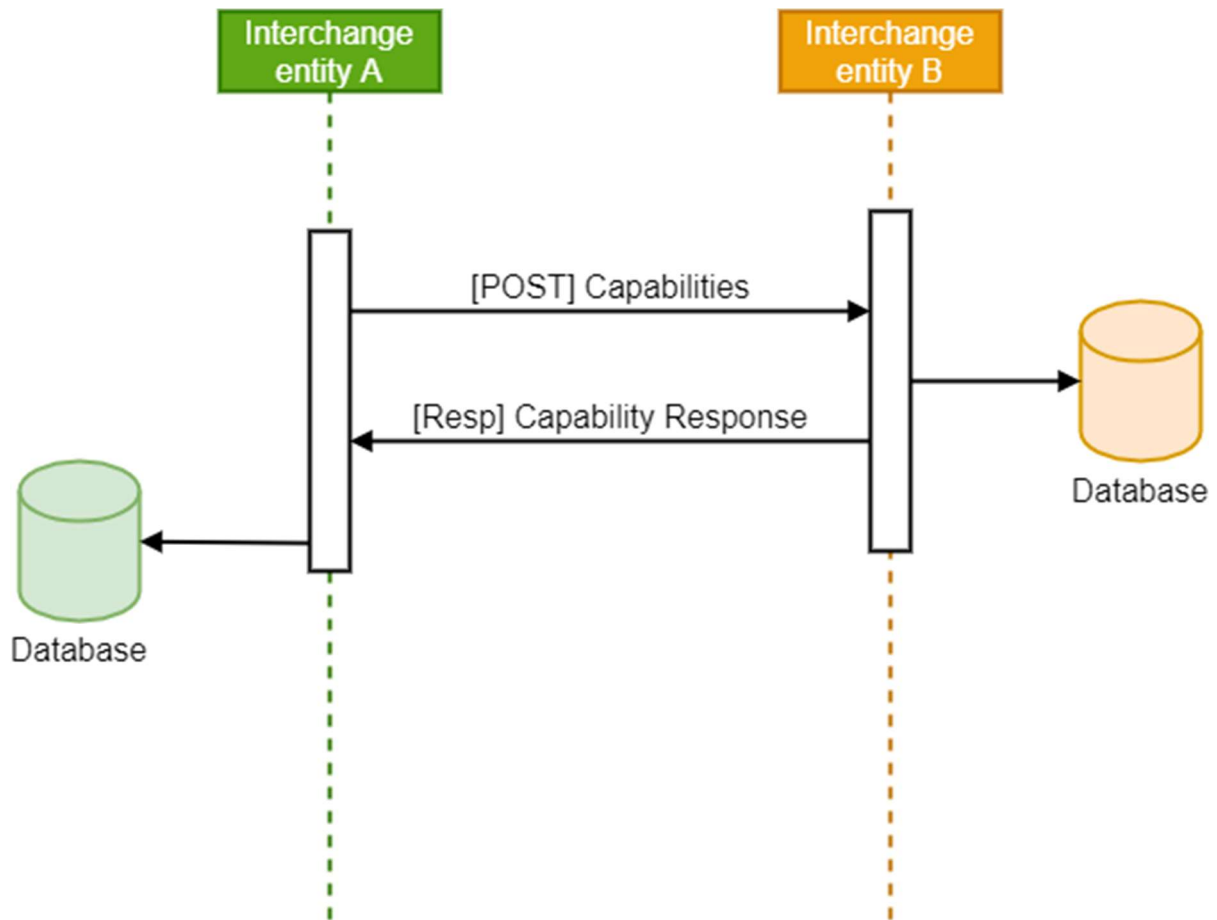 Interchange
entity A
Interchange
entity B
[POST] Capabilities
[Resp] Capability Response
Database
Database